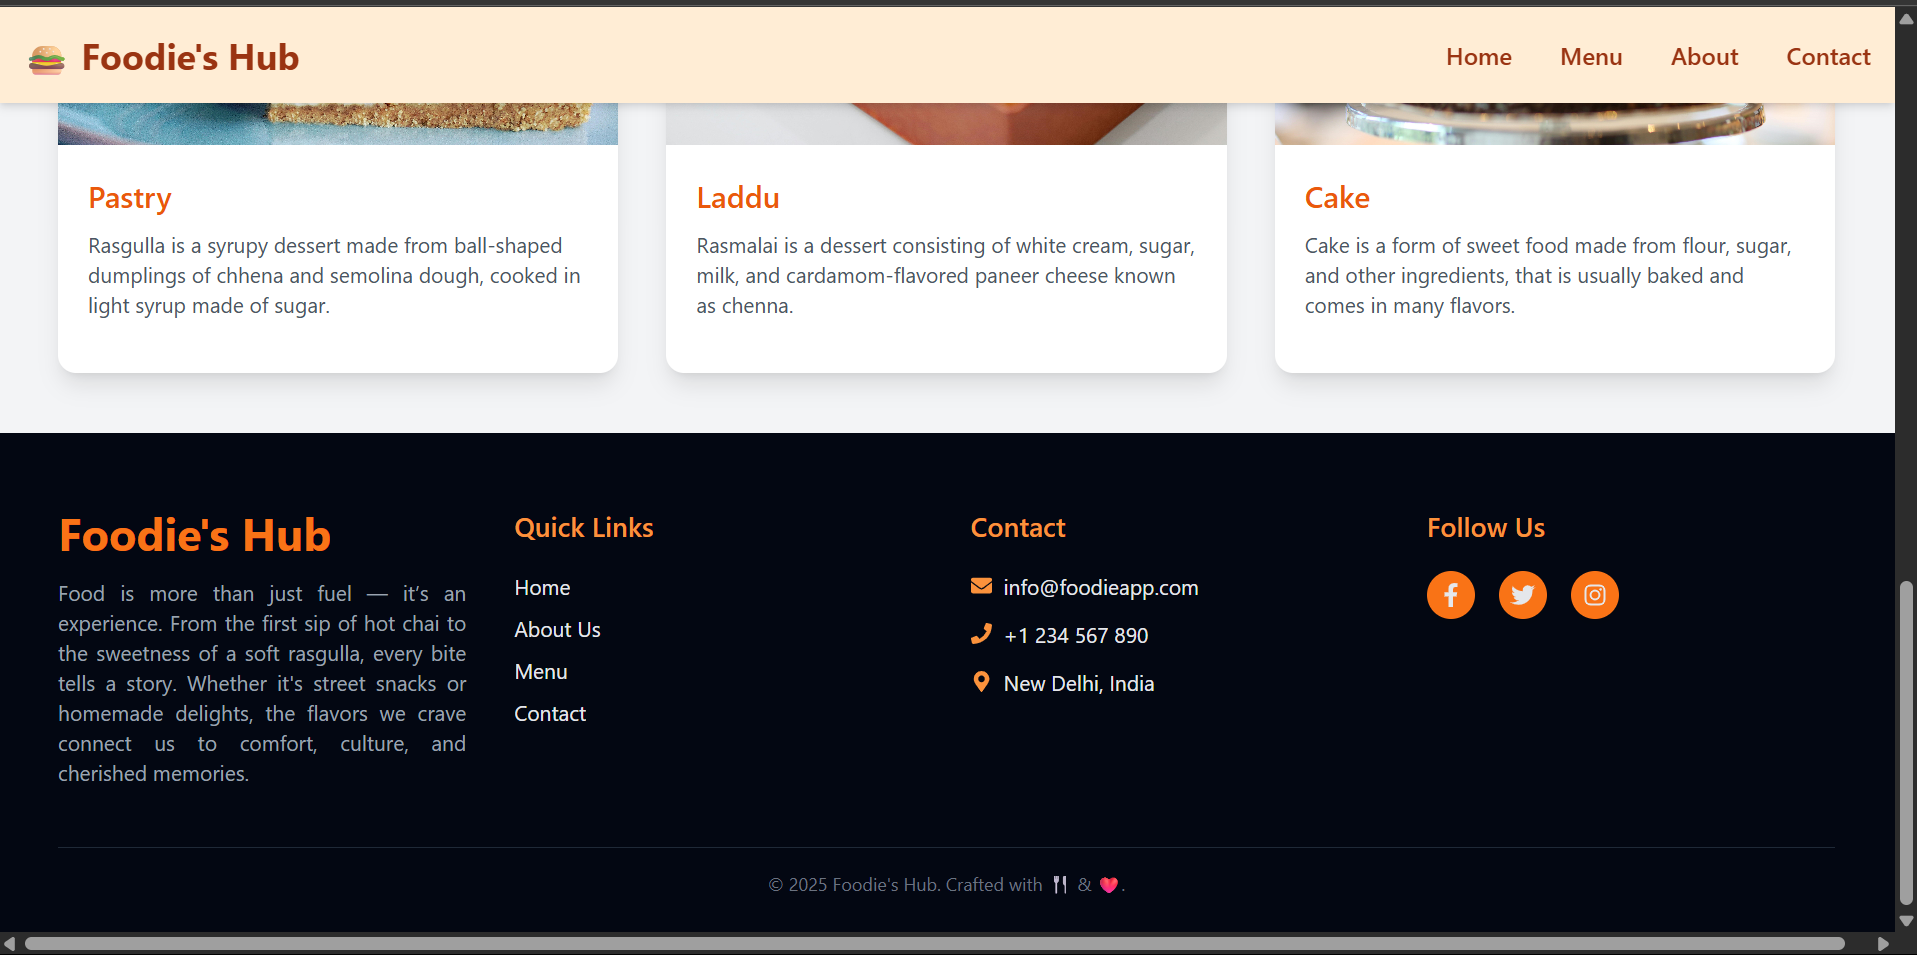 Foodie's Hub
Home Menu About Contact
Pastry
Rasgulla is a syrupy dessert made from ball-shaped
dumplings of chhena and semolina dough, cooked in
light syrup made of sugar.
Laddu
Rasmalai is a dessert consisting of white cream, sugar,
milk, and cardamom-flavored paneer cheese known
as chenna.
Cake
Cake is a form of sweet food made from flour, sugar,
and other ingredients, that is usually baked and
comes in many flavors.
Foodie's Hub
Food is more than just fuel — it’s an
experience. From the first sip of hot chai to
the sweetness of a soft rasgulla, every bite
tells a story. Whether it's street snacks or
homemade delights, the flavors we crave
connect us to comfort, culture, and
cherished memories.
Quick Links
Home
About Us
Menu
Contact
Contact
info@foodieapp.com
+1 234 567 890
New Delhi, India
Follow Us
© 2025 Foodie's Hub. Crafted with 🍴 & 💖.